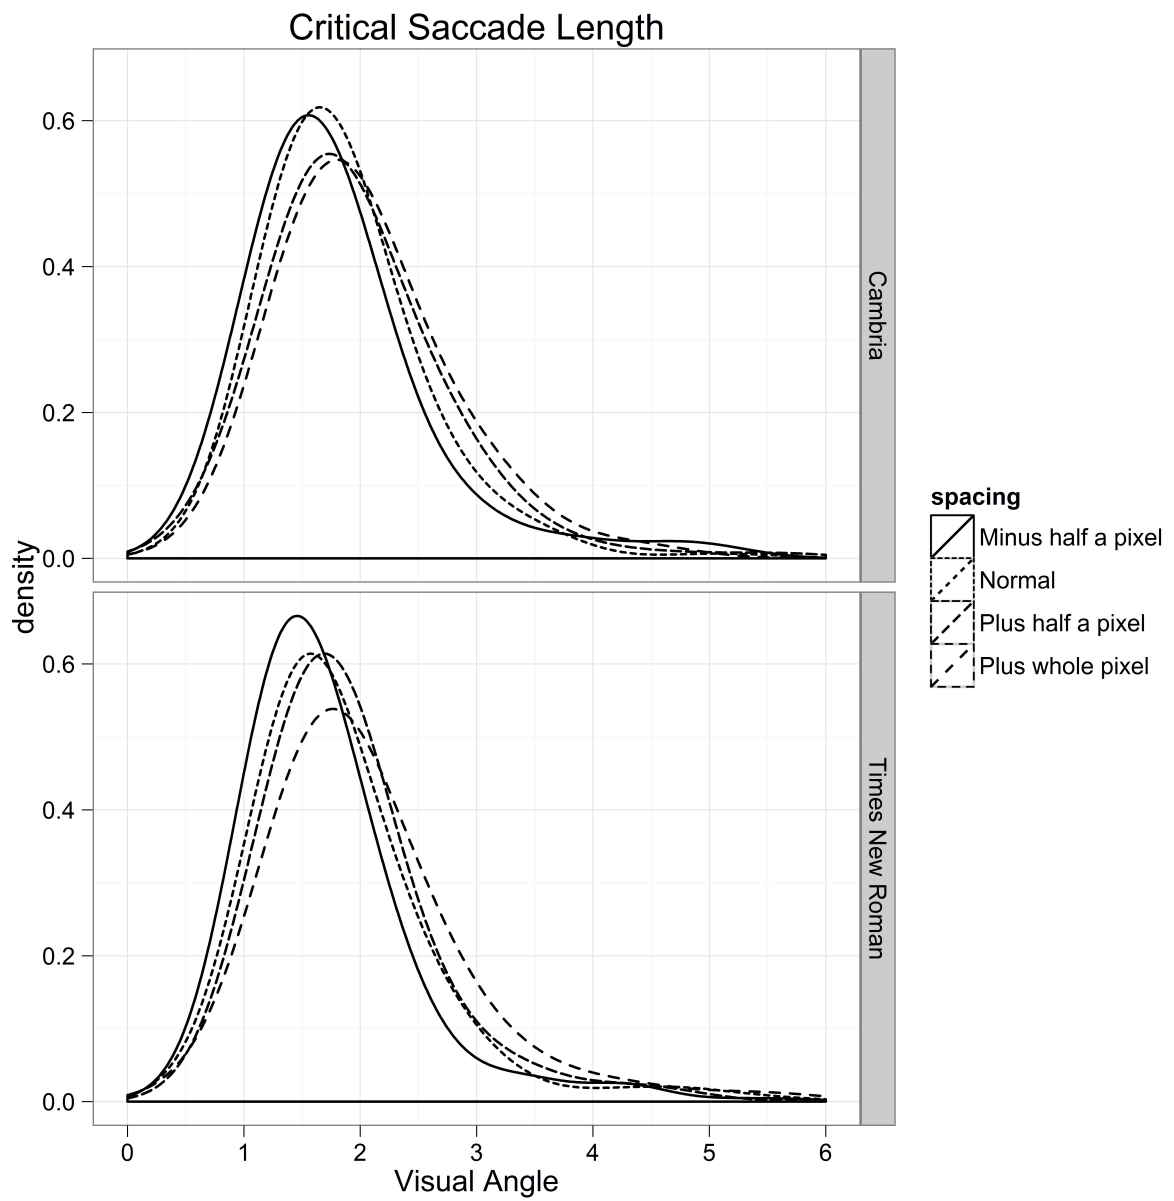 Critical Saccade Length
density
0.6
0.4
0.2
0.0
Cambria
0.6
0.4
0.2
0.0
Times New Roman
0 1 2 3 4 5 6
Visual Angle
spacing
Minus half a pixel
Normal
Plus half a pixel
Plus whole pixel